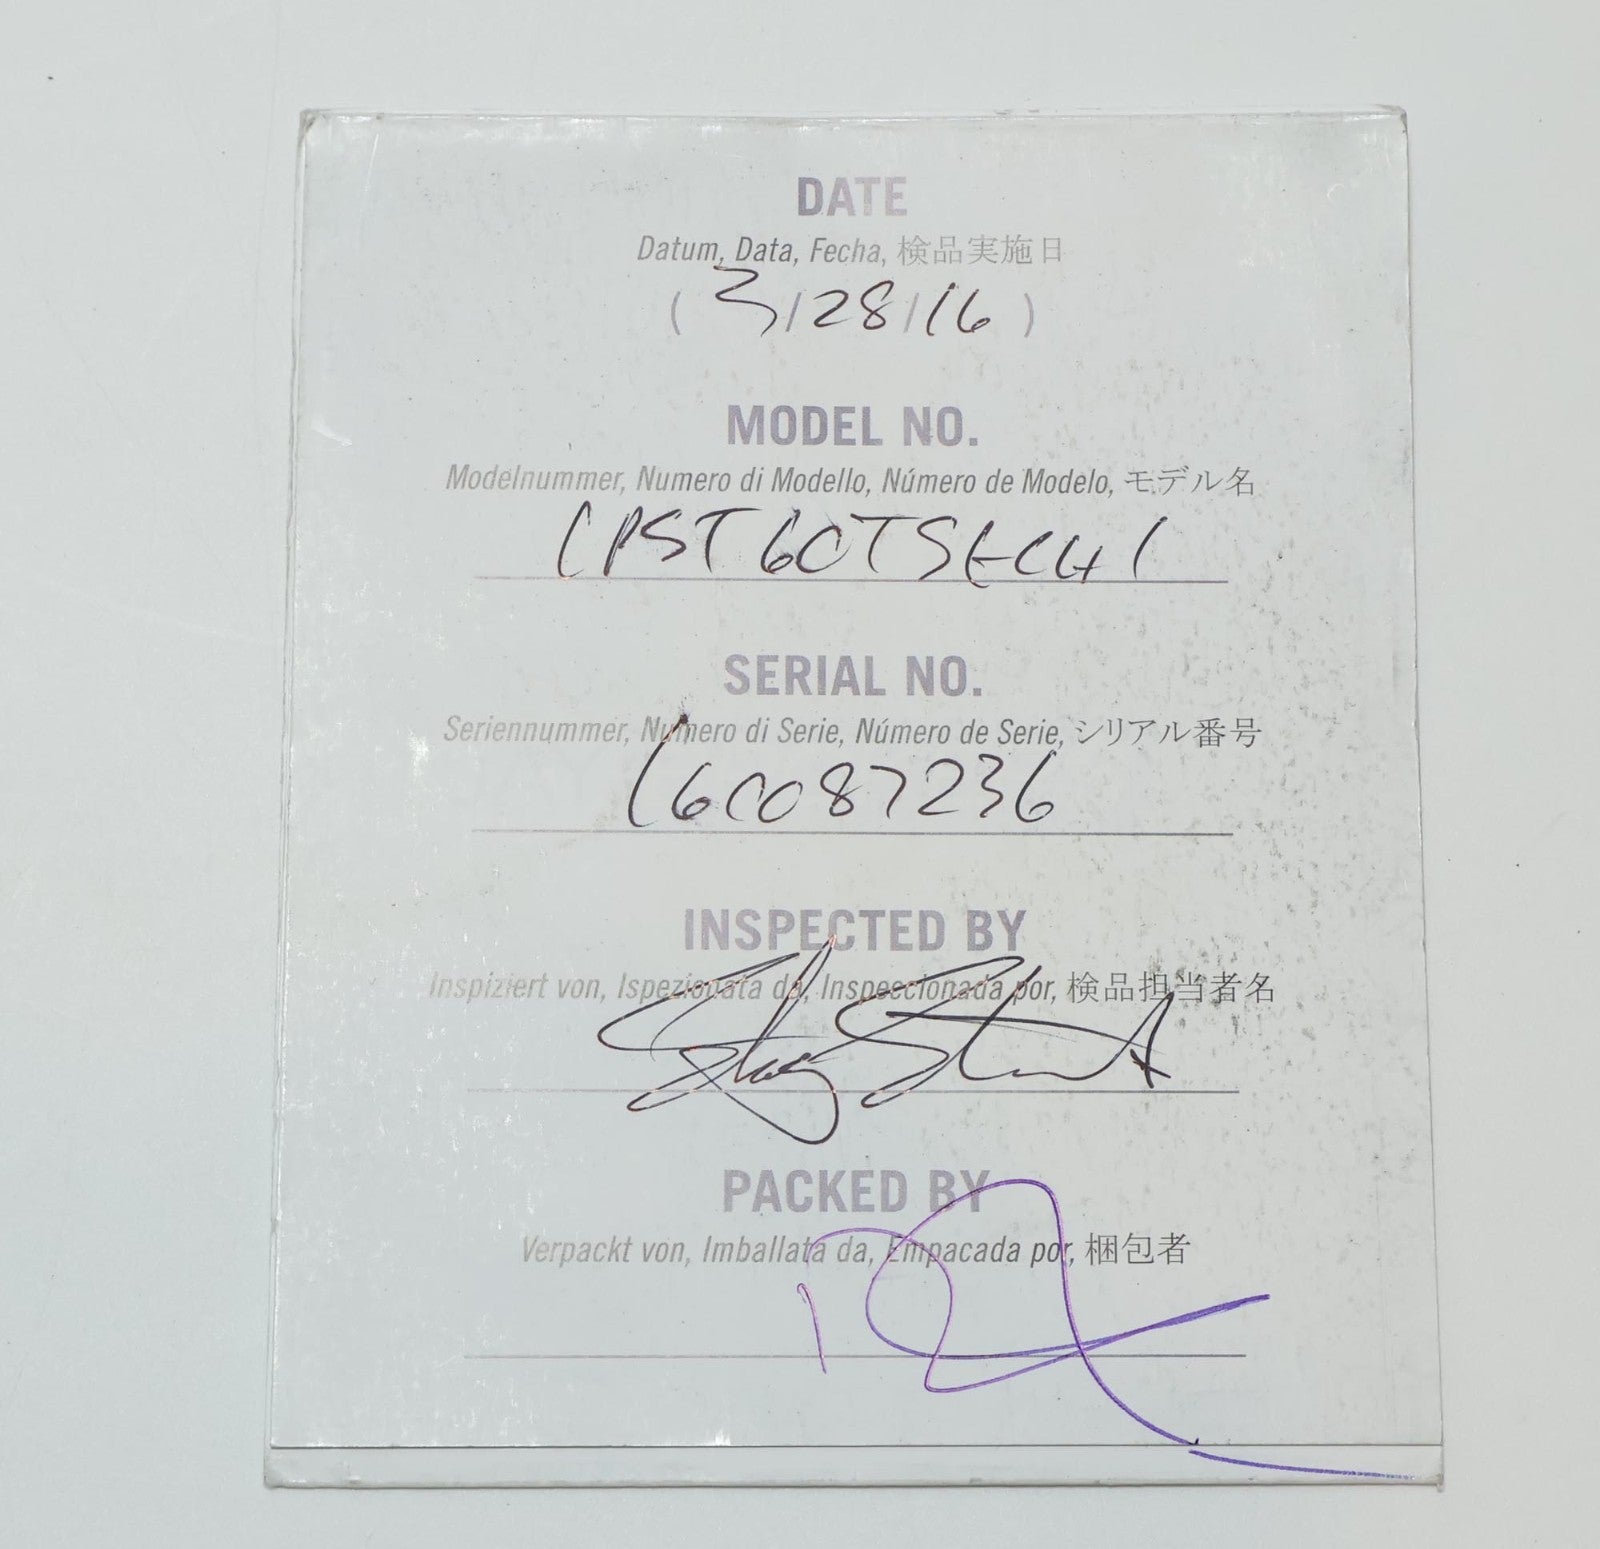 DATE
Datum, Data, Fecha, 検品実施日
(3/28/16)
MODEL NO.
Modelnummer, Numero di Modello, Número de Modelo, モデル名
LPST60TSECH1
SERIAL NO.
Seriennummer, Numero di Serie, Número de Serie, シリアル番号
160087236
INSPECTED BY
Inspiziert von, Ispezionata da, Inspeccionada por, 検品担当者名
PACKED BY
Verpackt von, Imballata da, Empacada por, 梱包者